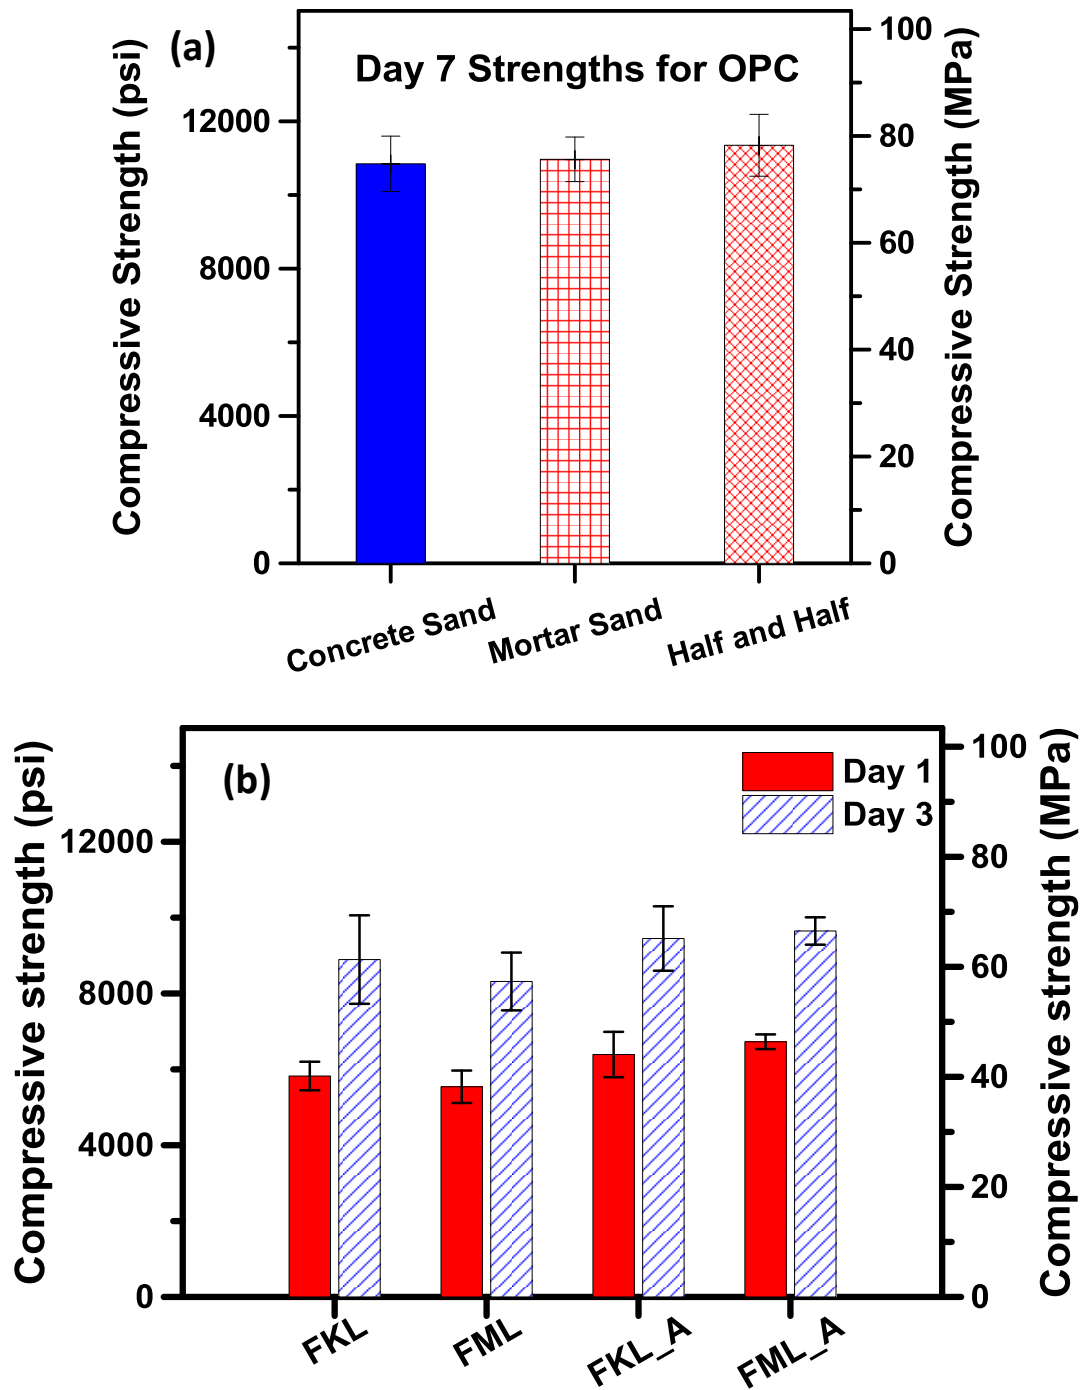 (a)
Day 7 Strengths for OPC
Compressive Strength (psi)
12000
8000
4000
0
Compressive Strength (MPa)
100
80
60
40
20
0
Concrete Sand
Mortar Sand
Half and Half
(b)
Day 1
Day 3
Compressive strength (psi)
12000
8000
4000
0
Compressive strength (MPa)
100
80
60
40
20
0
FKL
FML
FKL_A
FML_A